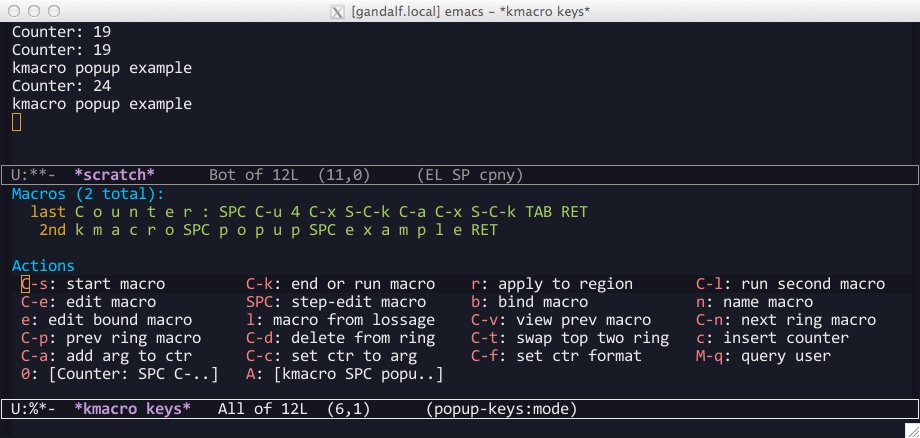 [gandalf.local] emacs – *kmacro keys*
Counter: 19
Counter: 19
kmacro popup example
Counter: 24
kmacro popup example
U:**-  *scratch*      Bot of 12L  (11,0)     (EL SP cpny)
Macros (2 total):
last C o u n t e r : SPC C-u 4 C-x S-C-k C-a C-x S-C-k TAB RET
2nd k m a c r o SPC p o p u p SPC e x a m p l e RET
Actions
C-s: start macro         C-k: end or run macro    r: apply to region       C-l: run second macro
C-e: edit macro          SPC: step-edit macro     b: bind macro            n: name macro
e: edit bound macro      l: macro from lossage    C-v: view prev macro     C-n: next ring macro
C-p: prev ring macro     C-d: delete from ring    C-t: swap top two ring   c: insert counter
C-a: add arg to ctr      C-c: set ctr to arg      C-f: set ctr format      M-q: query user
0: [Counter: SPC C-..]   A: [kmacro SPC popu..]
U:%*-  *kmacro keys*   All of 12L  (6,1)      (popup-keys:mode)